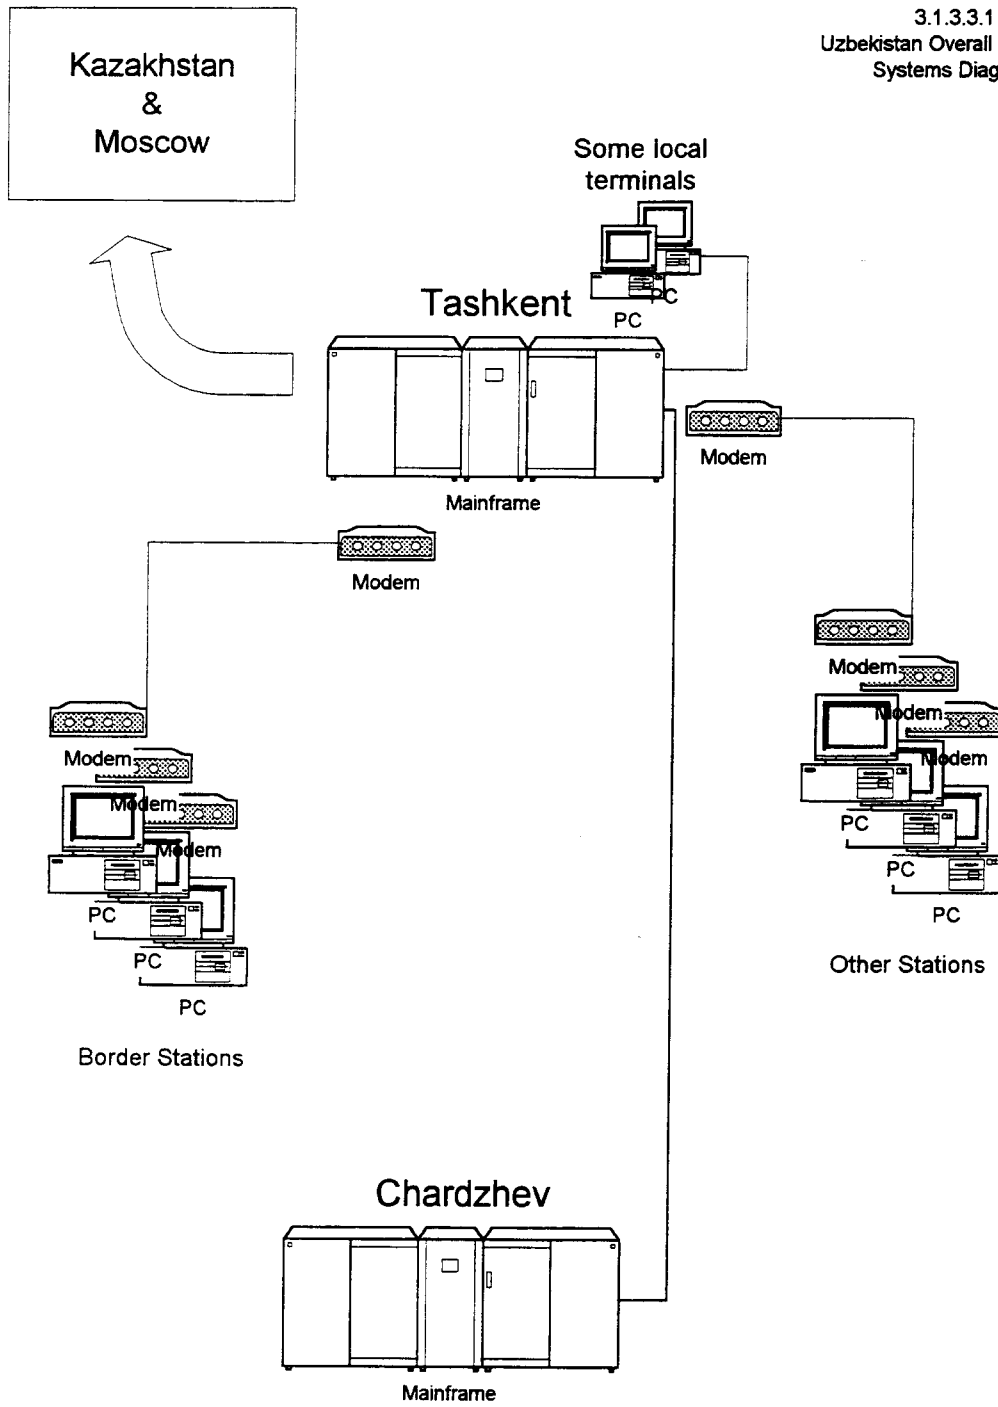 3.1.3.3.1
Uzbekistan Overall
Systems Diag
Kazakhstan
&
Moscow
Some local
terminals
PC
PC
Tashkent
Mainframe
Modem
Modem
Modem
Modem
Modem
PC
PC
PC
Other Stations
Modem
Modem
Modem
PC
PC
PC
Border Stations
Chardzhev
Mainframe